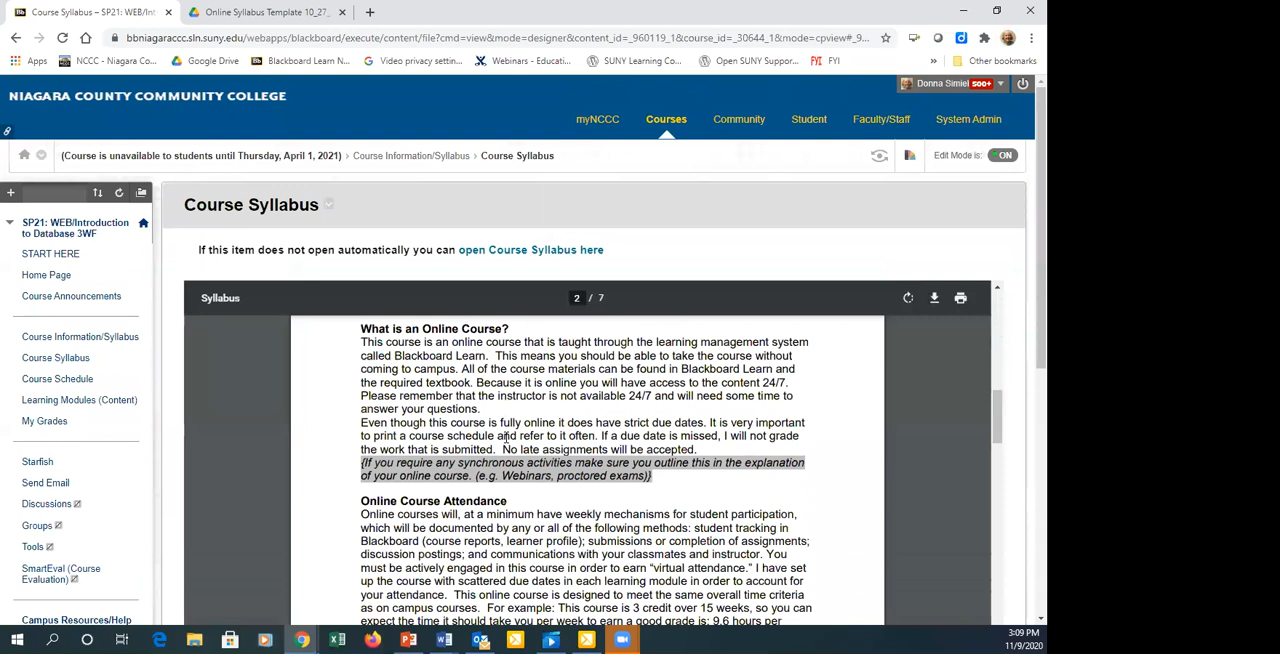 Course Syllabus – SP21: WEB/Int
Online Syllabus Template 10_27_
bbniagaraccc.sln.suny.edu/webapps/blackboard/execute/content/file?cmd=view&mode=designer&content_id=_960119_1&course_id=_30644_1&mode=cpview#_9...
Apps
NCCC - Niagara Co...
Google Drive
Blackboard Learn N...
Video privacy settin...
Webinars - Educati...
SUNY Learning Co...
Open SUNY Suppor...
FYI
»
Other bookmarks
Donna Simiel 500+
NIAGARA COUNTY COMMUNITY COLLEGE
myNCCC
Courses
Community
Student
Faculty/Staff
System Admin
(Course is unavailable to students until Thursday, April 1, 2021) > Course Information/Syllabus > Course Syllabus
Edit Mode is: ON
SP21: WEB/Introduction
to Database 3WF
START HERE
Home Page
Course Announcements
Course Information/Syllabus
Course Syllabus
Course Schedule
Learning Modules (Content)
My Grades
Starfish
Send Email
Discussions
Groups
Tools
SmartEval (Course
Evaluation)
Campus Resources/Help
Course Syllabus
If this item does not open automatically you can open Course Syllabus here
Syllabus
2 / 7
What is an Online Course?
This course is an online course that is taught through the learning management system
called Blackboard Learn. This means you should be able to take the course without
coming to campus. All of the course materials can be found in Blackboard Learn and
the required textbook. Because it is online you will have access to the content 24/7.
Please remember that the instructor is not available 24/7 and will need some time to
answer your questions.
Even though this course is fully online it does have strict due dates. It is very important
to print a course schedule and refer to it often. If a due date is missed, I will not grade
the work that is submitted. No late assignments will be accepted.
{If you require any synchronous activities make sure you outline this in the explanation
of your online course. (e.g. Webinars, proctored exams)}
Online Course Attendance
Online courses will, at a minimum have weekly mechanisms for student participation,
which will be documented by any or all of the following methods: student tracking in
Blackboard (course reports, learner profile); submissions or completion of assignments;
discussion postings; and communications with your classmates and instructor. You
must be actively engaged in this course in order to earn “virtual attendance.” I have set
up the course with scattered due dates in each learning module in order to account for
your attendance. This online course is designed to meet the same overall time criteria
as on campus courses. For example: This course is 3 credit over 15 weeks, so you can
expect the time it should take you per week to earn a good grade is: 9.6 hours per
3:09 PM
11/9/2020